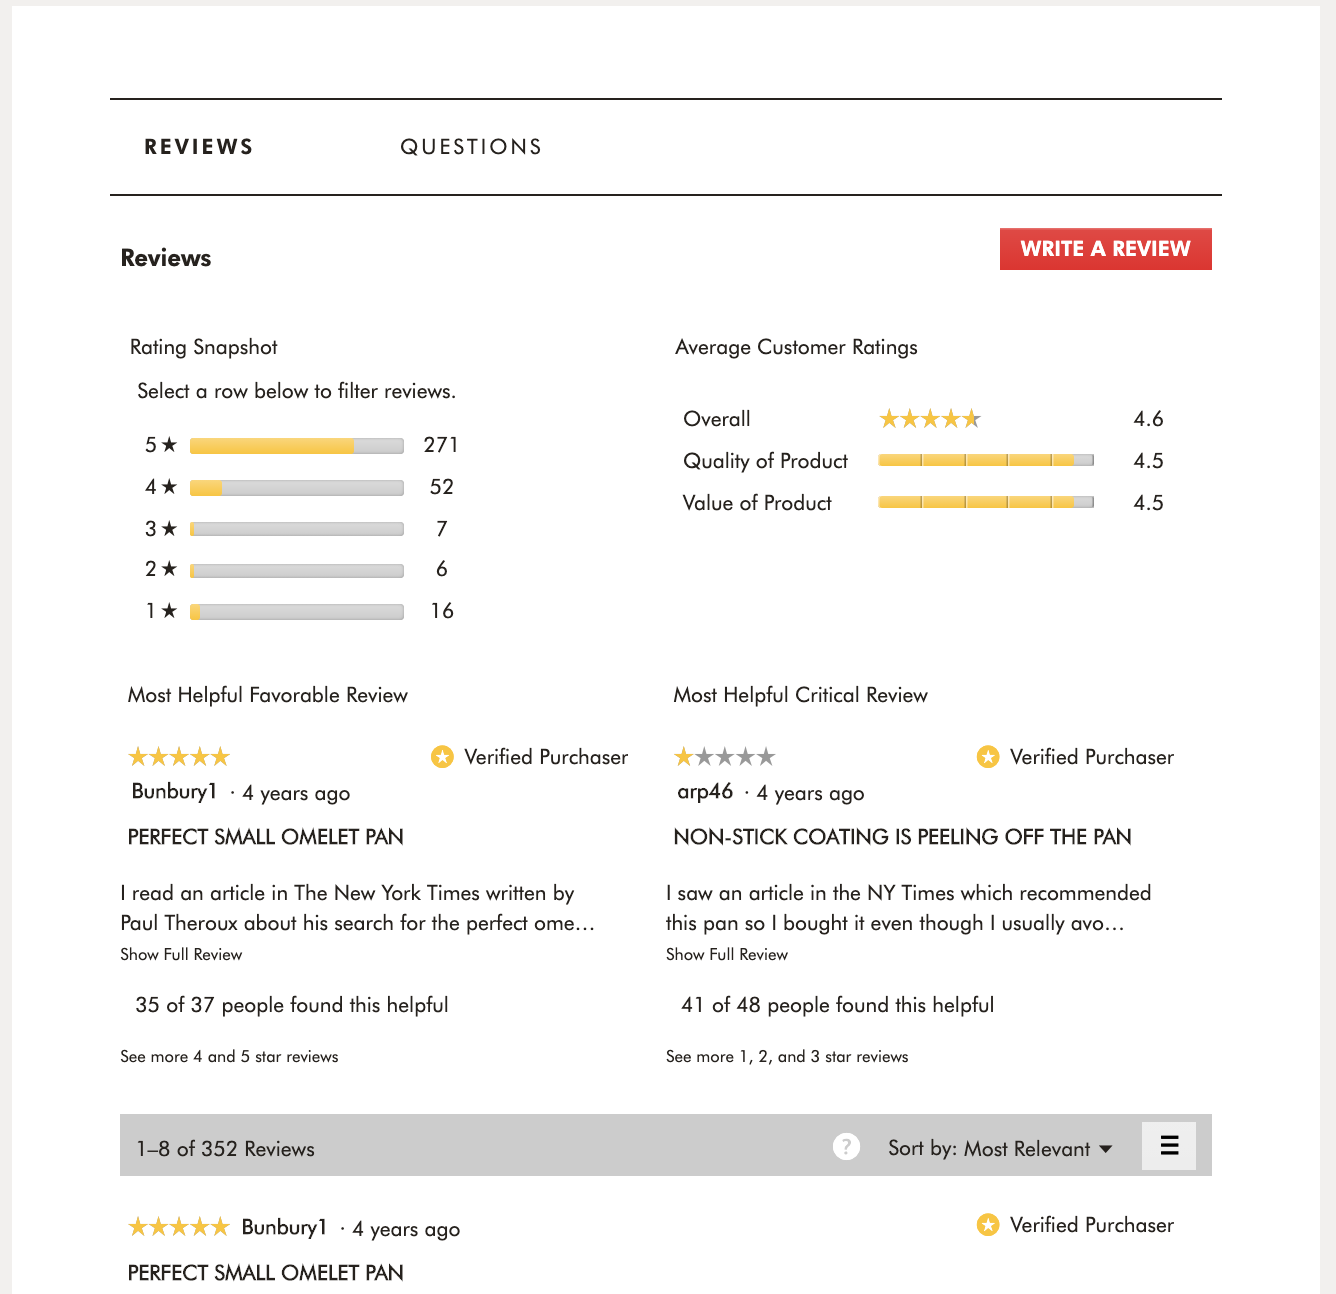 REVIEWS
QUESTIONS
Reviews
WRITE A REVIEW
Rating Snapshot
Select a row below to filter reviews.
5★ 271
4★ 52
3★ 7
2★ 6
1★ 16
Average Customer Ratings
Overall 4.6
Quality of Product 4.5
Value of Product 4.5
Most Helpful Favorable Review
Verified Purchaser
Bunbury1 · 4 years ago
PERFECT SMALL OMELET PAN
I read an article in The New York Times written by
Paul Theroux about his search for the perfect ome...
Show Full Review
35 of 37 people found this helpful
See more 4 and 5 star reviews
Most Helpful Critical Review
Verified Purchaser
arp46 · 4 years ago
NON-STICK COATING IS PEELING OFF THE PAN
I saw an article in the NY Times which recommended
this pan so I bought it even though I usually avo...
Show Full Review
41 of 48 people found this helpful
See more 1, 2, and 3 star reviews
1–8 of 352 Reviews
?
Sort by: Most Relevant ▼
Bunbury1 · 4 years ago
Verified Purchaser
PERFECT SMALL OMELET PAN